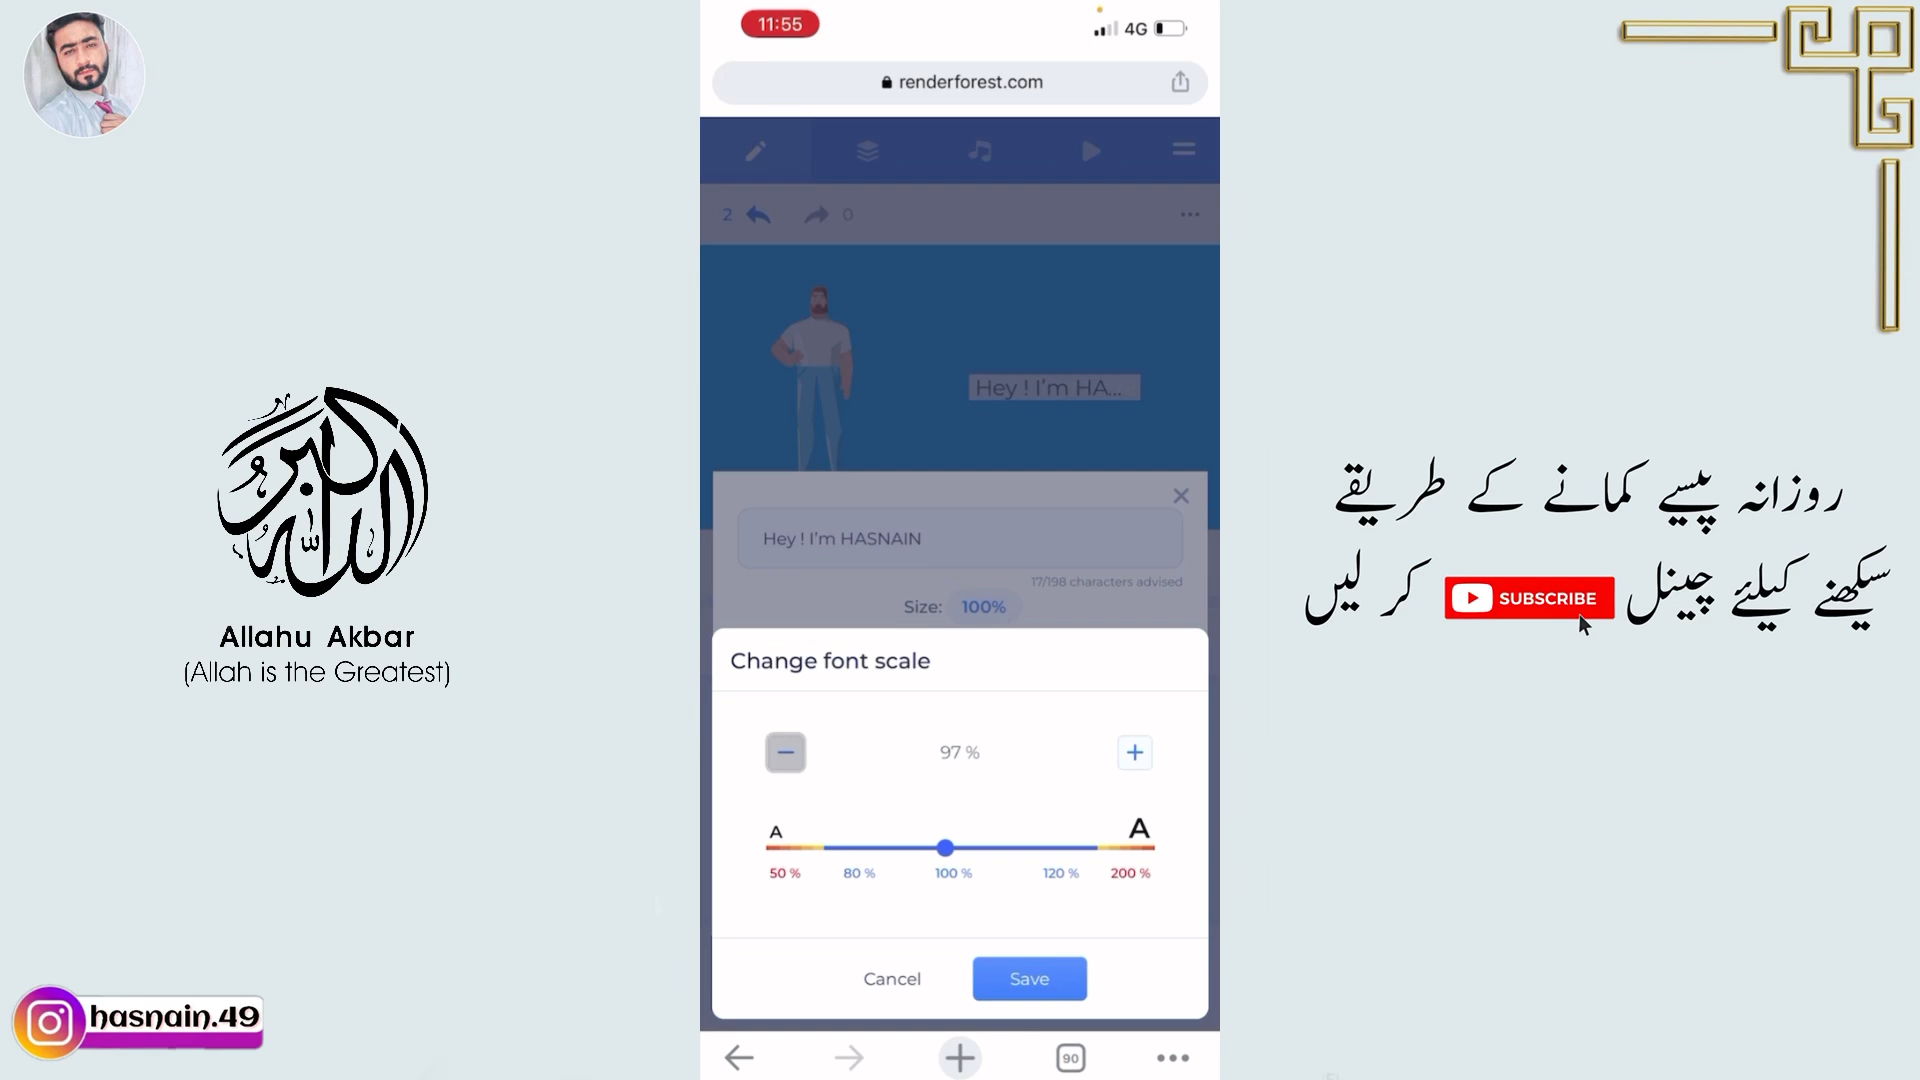 11:55
4G
renderforest.com
2
0
Hey ! I'm HA...
Hey ! I'm HASNAIN
17/198 characters advised
Size: 100%
Change font scale
97 %
A
A
50 %
80 %
100 %
120 %
200 %
Cancel
Save
90
الله اكبر
Allahu Akbar
(Allah is the Greatest)
hasnain.49
روزانہ پیسے کمانے کے طریقے
سیکھنے کیلئے چینل SUBSCRIBE کر لیں